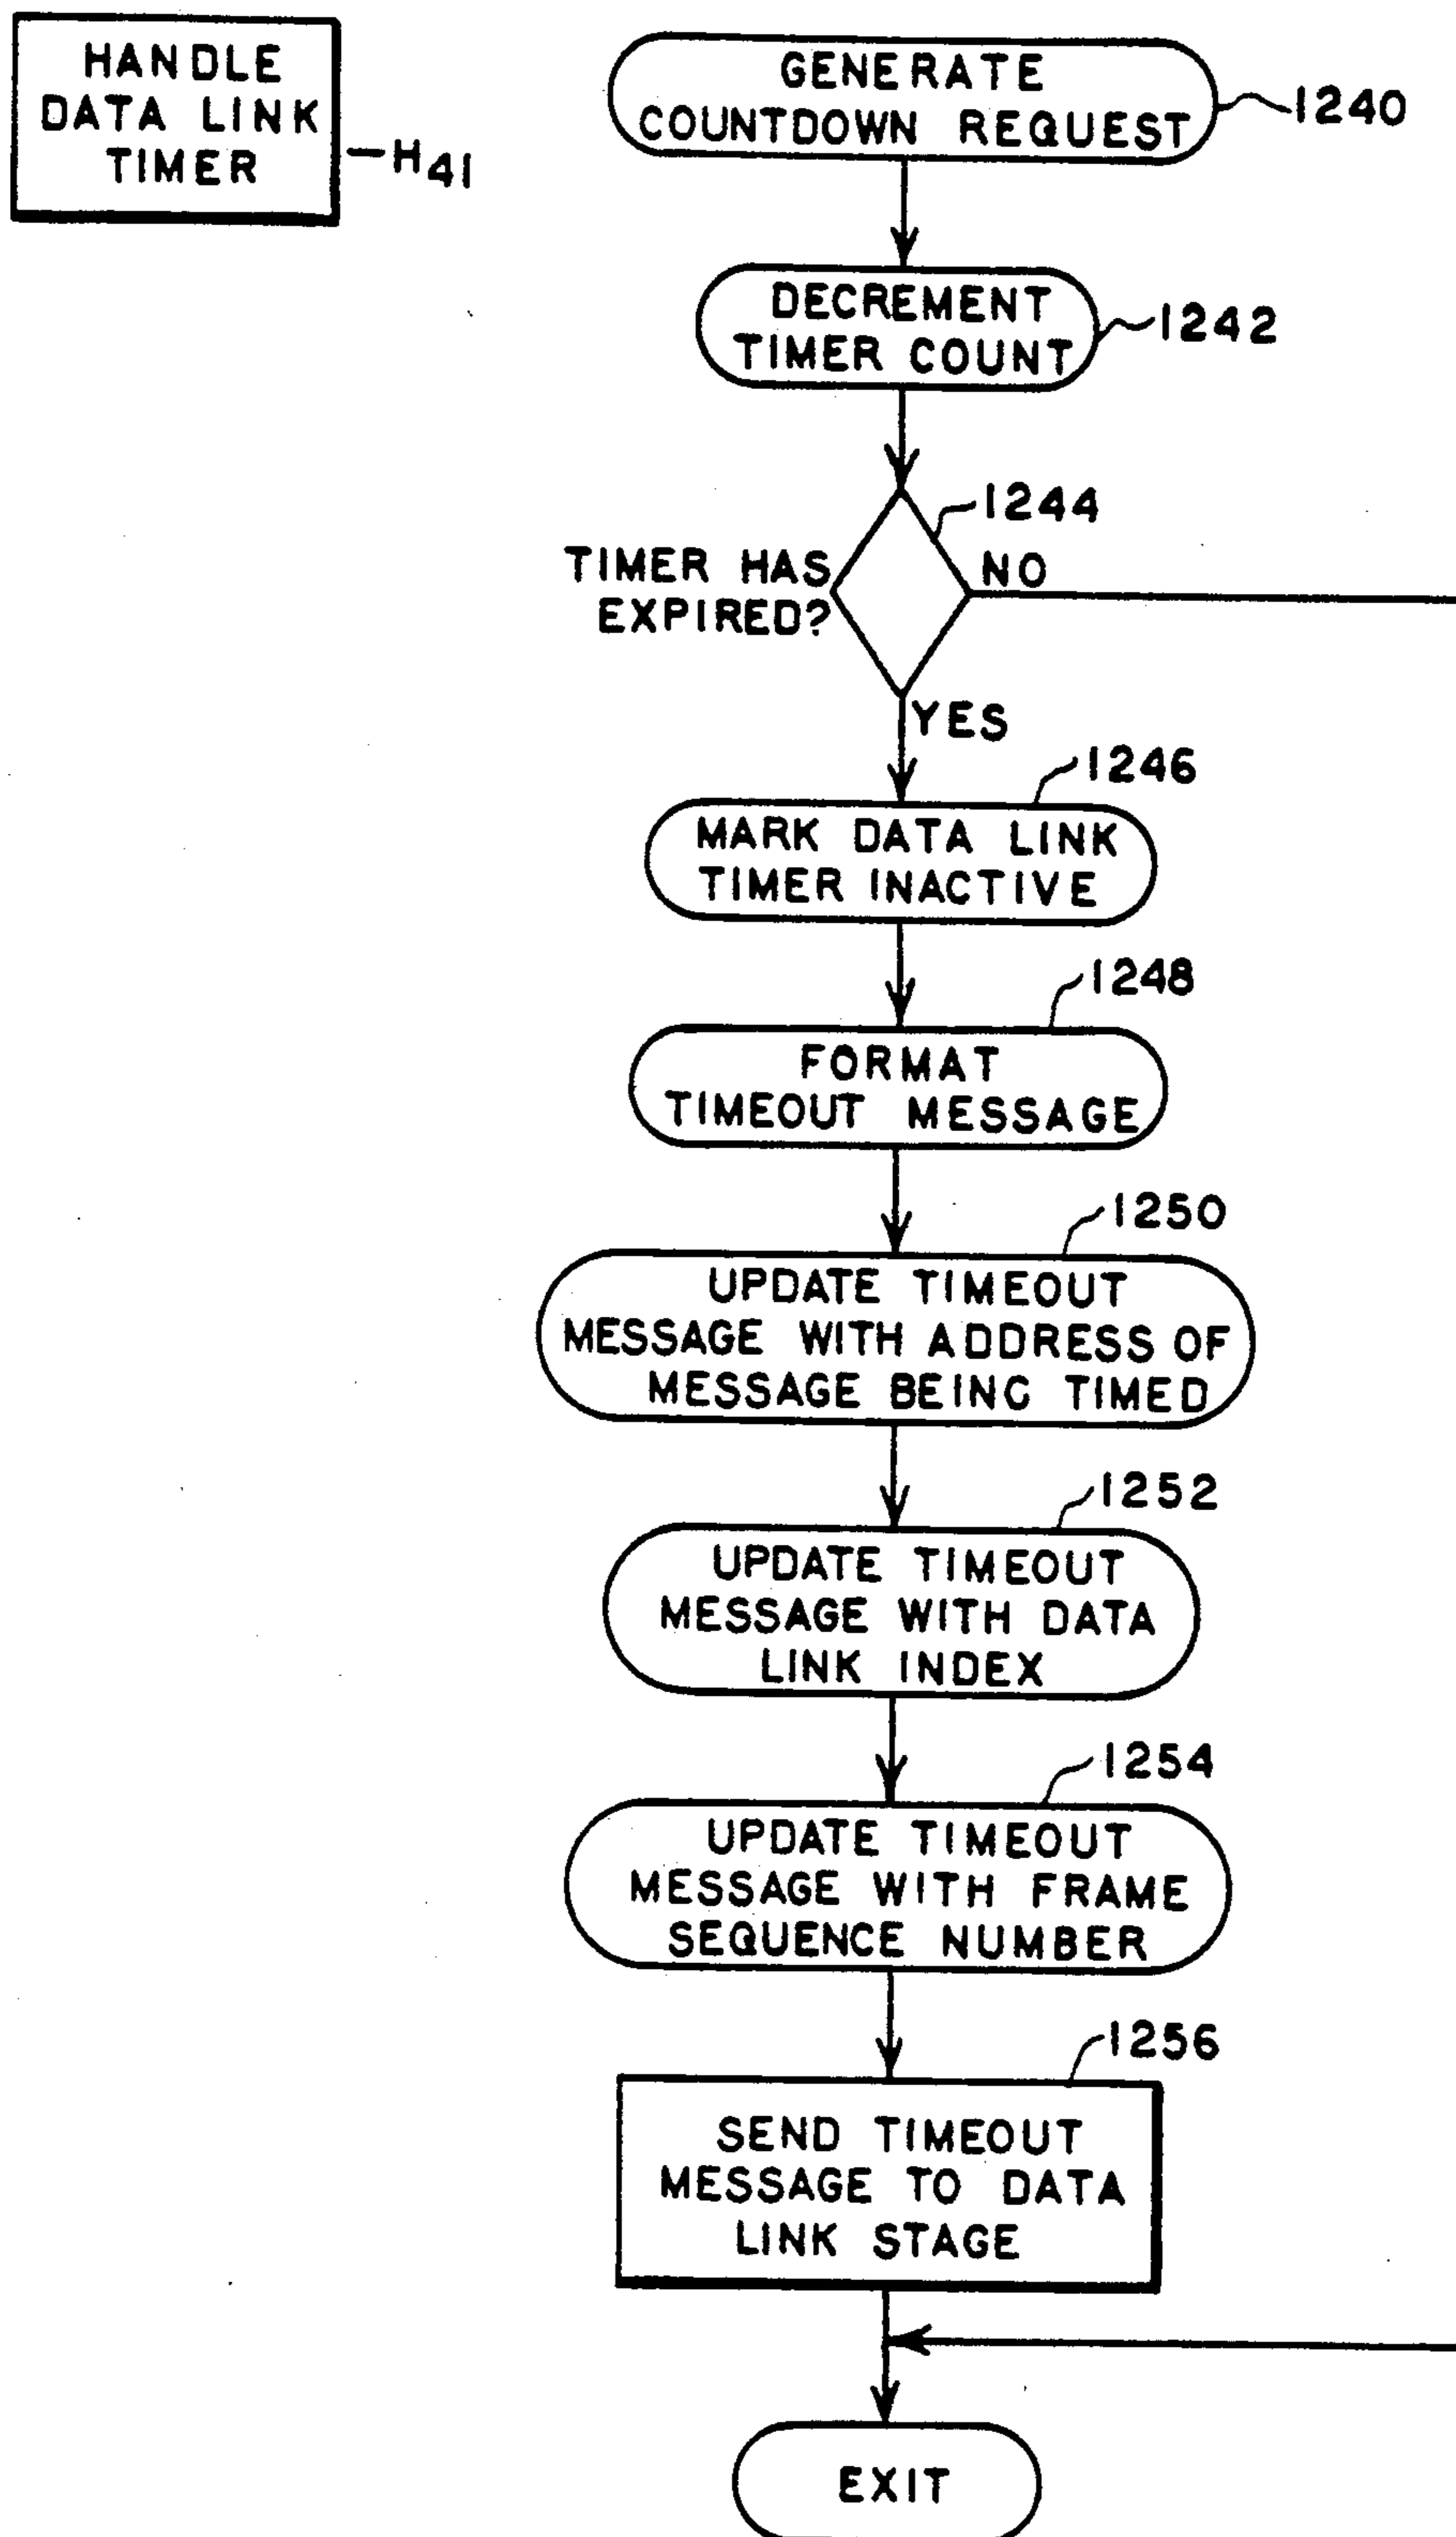 HANDLE
DATA LINK
TIMER
H41
GENERATE
COUNTDOWN REQUEST
1240
DECREMENT
TIMER COUNT
1242
1244
TIMER HAS
EXPIRED?
NO
YES
1246
MARK DATA LINK
TIMER INACTIVE
1248
FORMAT
TIMEOUT MESSAGE
1250
UPDATE TIMEOUT
MESSAGE WITH ADDRESS OF
MESSAGE BEING TIMED
1252
UPDATE TIMEOUT
MESSAGE WITH DATA
LINK INDEX
1254
UPDATE TIMEOUT
MESSAGE WITH FRAME
SEQUENCE NUMBER
1256
SEND TIMEOUT
MESSAGE TO DATA
LINK STAGE
EXIT